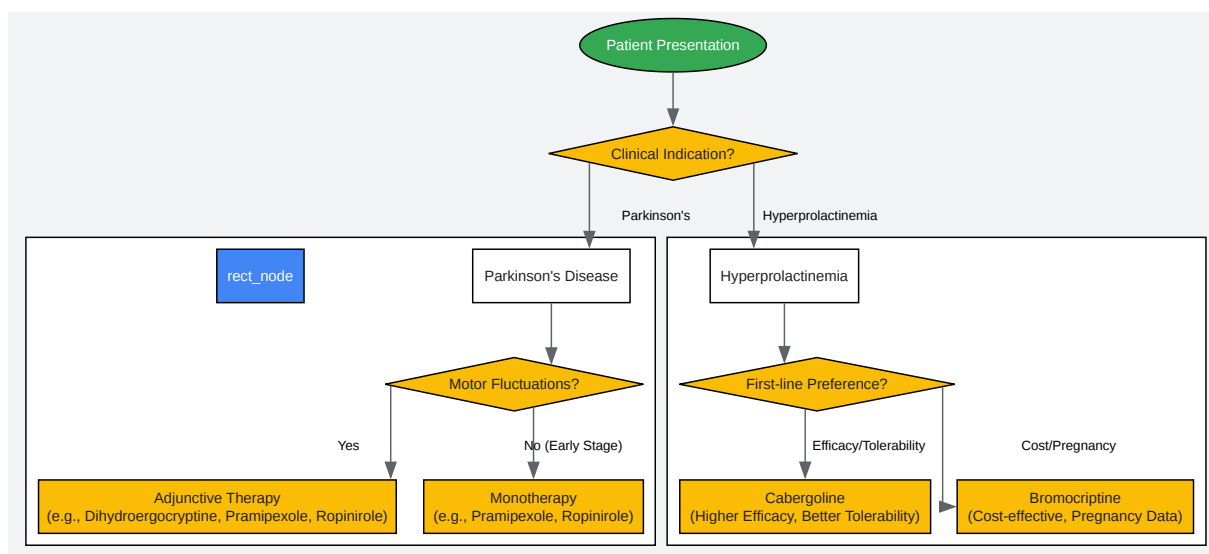 Patient Presentation
Clinical Indication?
Parkinson's
Hyperprolactinemia
rect_node
Parkinson's Disease
Hyperprolactinemia
Motor Fluctuations?
First-line Preference?
Yes
No (Early Stage)
Efficacy/Tolerability
Cost/Pregnancy
Adjunctive Therapy
(e.g., Dihydroergocryptine, Pramipexole, Ropinirole)
Monotherapy
(e.g., Pramipexole, Ropinirole)
Cabergoline
(Higher Efficacy, Better Tolerability)
Bromocriptine
(Cost-effective, Pregnancy Data)